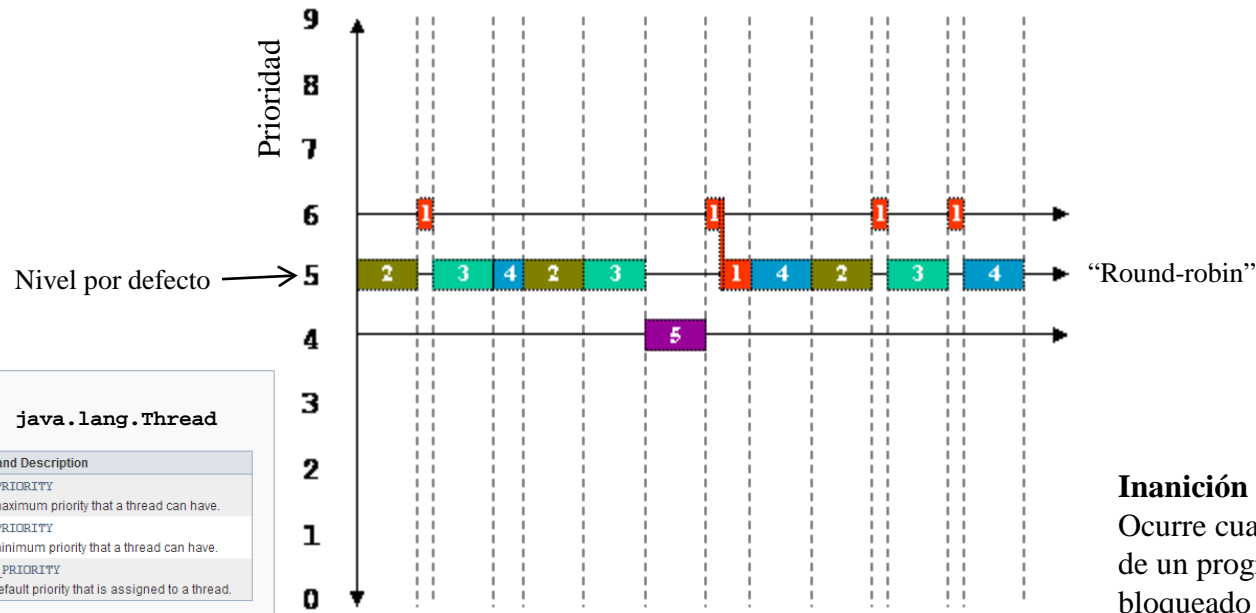 9
Prioridad
8
7
6
1 1 1 1
Nivel por defecto
5
2 3 4 2 3 1 4 2 3 4
“Round-robin”
4
5
3
2
1
0
java.lang.Thread
and Description
PRIORITY
maximum priority that a thread can have.
PRIORITY
minimum priority that a thread can have.
_PRIORITY
default priority that is assigned to a thread.
Inanición
Ocurre cua
de un prog
bloqueado